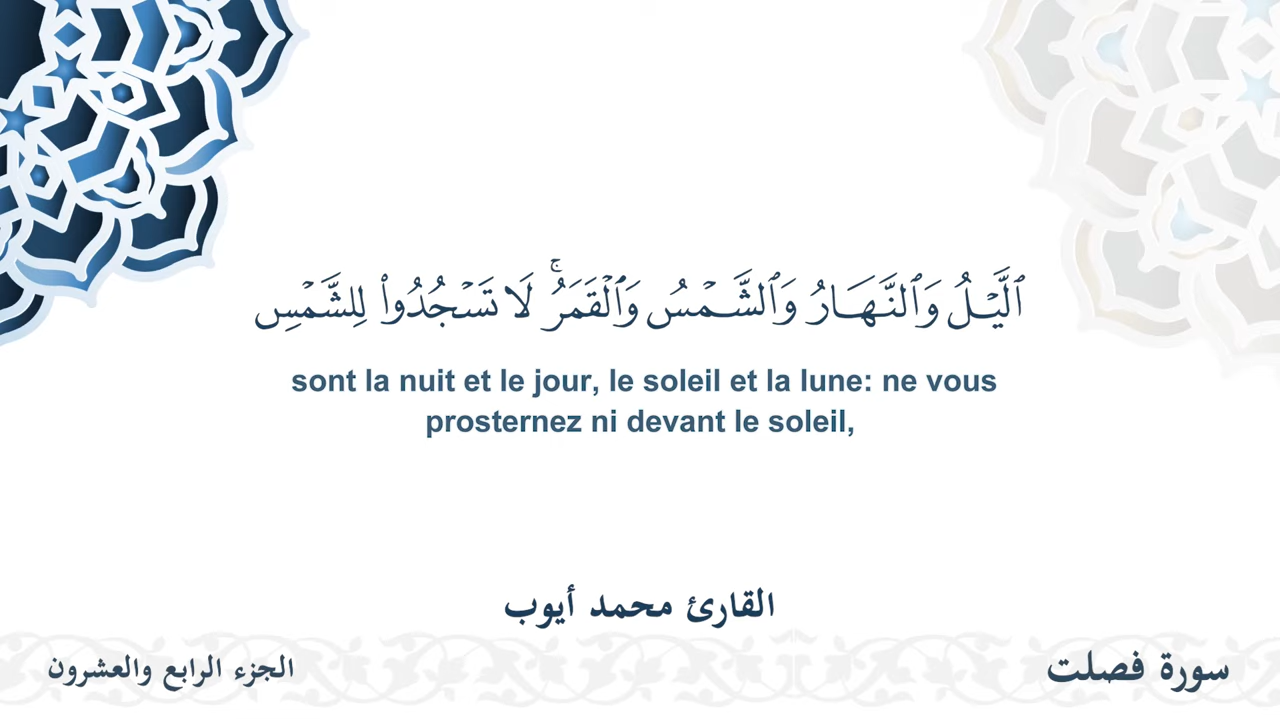 ٱلَّيۡلُ وَٱلنَّهَارُ وَٱلشَّمۡسُ وَٱلۡقَمَرُۚ لَا تَسۡجُدُواْ لِلشَّمۡسِ
sont la nuit et le jour, le soleil et la lune: ne vous
prosternez ni devant le soleil,
القارئ محمد أيوب
سورة فصلت
الجزء الرابع والعشرون